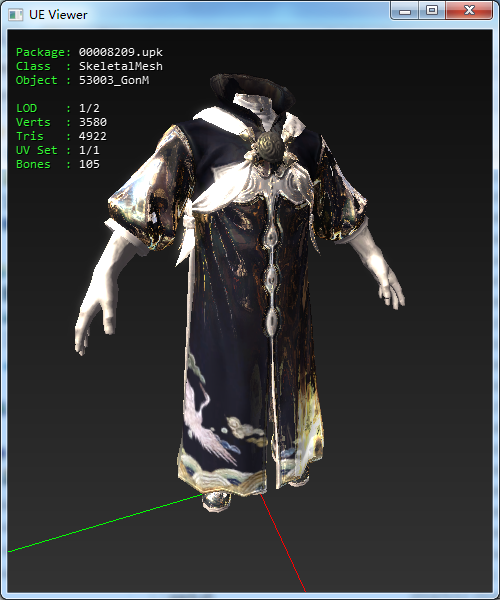 UE Viewer
Package: 00008209.upk
Class : SkeletalMesh
Object : 53003_GonM
LOD : 1/2
Verts : 3580
Tris : 4922
UV Set : 1/1
Bones : 105